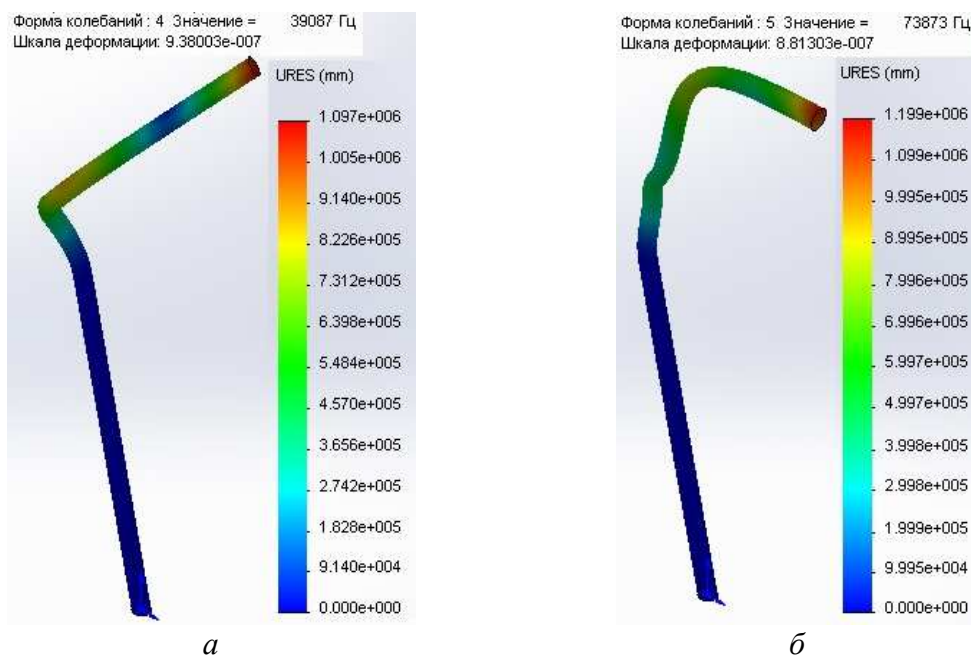 Форма колебаний : 4 Значение = 39087 Гц
Шкала деформации: 9.38003e-007
URES (mm)
1.097e+006
1.005e+006
9.140e+005
8.226e+005
7.312e+005
6.398e+005
5.484e+005
4.570e+005
3.656e+005
2.742e+005
1.828e+005
9.140e+004
0.000e+000
а
Форма колебаний : 5 Значение = 73873 Гц
Шкала деформации: 8.81303e-007
URES (mm)
1.199e+006
1.099e+006
9.995e+005
8.995e+005
7.996e+005
6.996e+005
5.997e+005
4.997e+005
3.998e+005
2.998e+005
1.999e+005
9.995e+004
0.000e+000
б